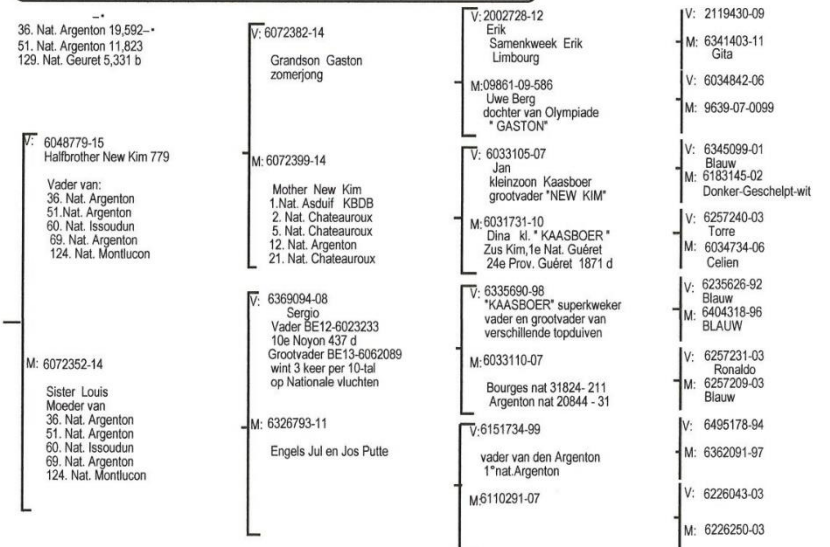 –•
36. Nat. Argenton 19,592–•
51. Nat. Argenton 11,823
129. Nat. Geuret 5,331 b
V: 6048779-15
Halfbrother New Kim 779
Vader van:
36. Nat. Argenton
51.Nat. Argenton
60. Nat. Issoudun
69. Nat. Argenton
124. Nat. Montlucon
M: 6072352-14
Sister Louis
Moeder van
36. Nat. Argenton
51. Nat. Argenton
60. Nat. Issoudun
69. Nat. Argenton
124. Nat. Montlucon
V: 6072382-14
Grandson Gaston
zomerjong
M: 6072399-14
Mother New Kim
1.Nat. Asduif KBDB
2. Nat. Chateauroux
5. Nat. Chateauroux
12. Nat. Argenton
21. Nat. Chateauroux
V: 6369094-08
Sergio
Vader BE12-6023233
10e Noyon 437 d
Grootvader BE13-6062089
wint 3 keer per 10-tal
op Nationale vluchten
M: 6326793-11
Engels Jul en Jos Putte
V: 2002728-12
Erik
Samenkweek Erik
Limbourg
M:09861-09-586
Uwe Berg
dochter van Olympiade
" GASTON"
V: 6033105-07
Jan
kleinzoon Kaasboer
grootvader "NEW KIM"
M:6031731-10
Dina kl. " KAASBOER "
Zus Kim,1e Nat. Guéret
24e Prov. Guéret 1871 d
V: 6335690-98
"KAASBOER" superkweker
vader en grootvader van
verschillende topduiven
M: 6033110-07
Bourges nat 31824- 211
Argenton nat 20844 - 31
V:6151734-99
vader van den Argenton
1°nat.Argenton
M:6110291-07
V: 2119430-09
M: 6341403-11
Gita
V: 6034842-06
M: 9639-07-0099
V: 6345099-01
Blauw
M: 6183145-02
Donker-Geschelpt-wit
V: 6257240-03
Torre
M: 6034734-06
Celien
V: 6235626-92
Blauw
M: 6404318-96
BLAUW
V: 6257231-03
Ronaldo
M: 6257209-03
Blauw
V: 6495178-94
M: 6362091-97
V: 6226043-03
M: 6226250-03